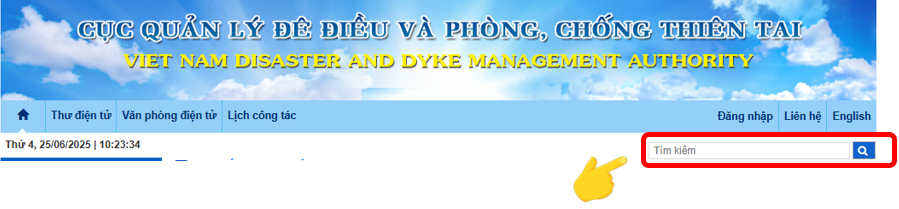 CỤC QUẢN LÝ ĐÊ ĐIỀU VÀ PHÒNG, CHỐNG THIÊN TAI
VIET NAM DISASTER AND DYKE MANAGEMENT AUTHORITY
Thư điện tử Văn phòng điện tử Lịch công tác Đăng nhập Liên hệ English
Thứ 4, 25/06/2025 | 10:23:34 Tìm kiếm